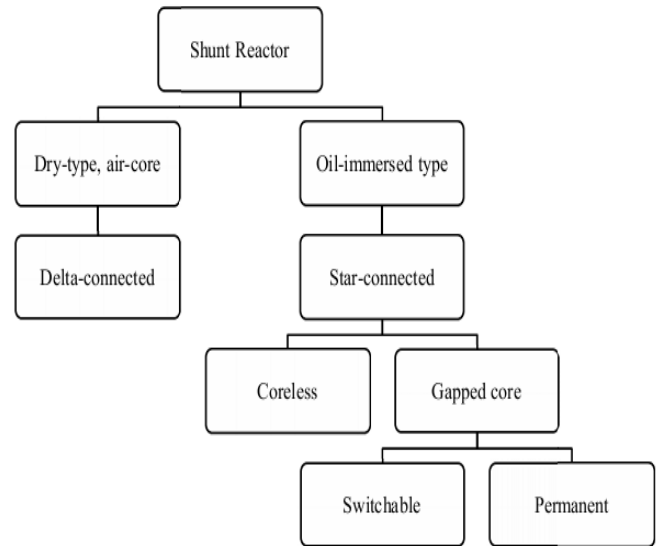 Shunt Reactor
Dry-type, air-core
Oil-immersed type
Delta-connected
Star-connected
Coreless
Gapped core
Switchable
Permanent